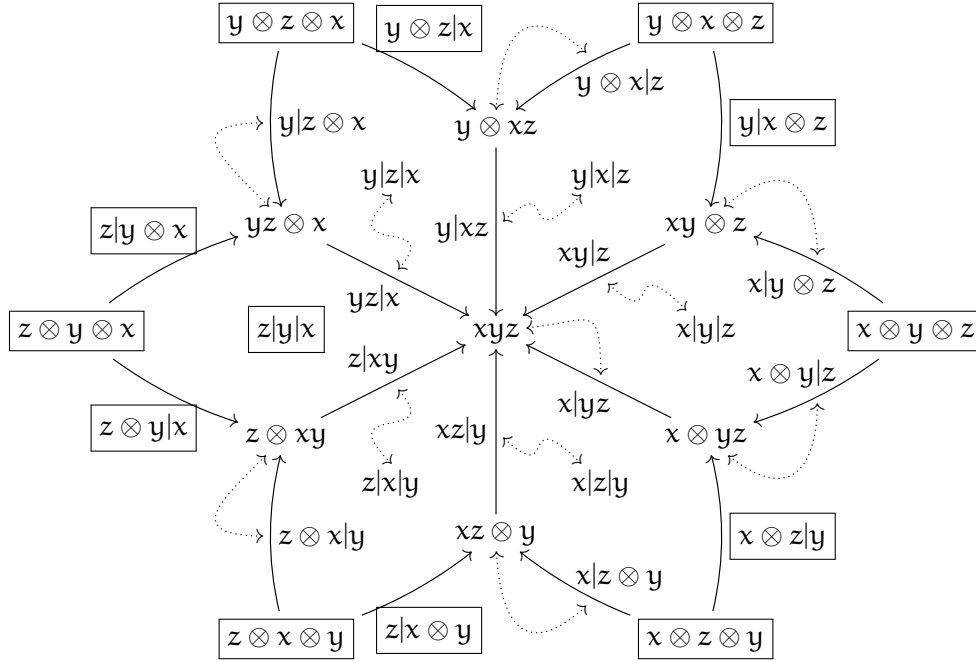 y ⊗ z ⊗ x
y ⊗ z|x
y ⊗ x ⊗ z
y ⊗ x|z
y|z ⊗ x
y ⊗ xz
y|x ⊗ z
y|z|x
y|x|z
z|y ⊗ x
yz ⊗ x
y|xz
xy ⊗ z
xy|z
x|y ⊗ z
yz|x
z ⊗ y ⊗ x
z|y|x
xyz
x|y|z
x ⊗ y ⊗ z
z|xy
x ⊗ y|z
x|yz
z ⊗ y|x
z ⊗ xy
xz|y
x ⊗ yz
z|x|y
x|z|y
z ⊗ x|y
xz ⊗ y
x ⊗ z|y
x|z ⊗ y
z ⊗ x ⊗ y
z|x ⊗ y
x ⊗ z ⊗ y